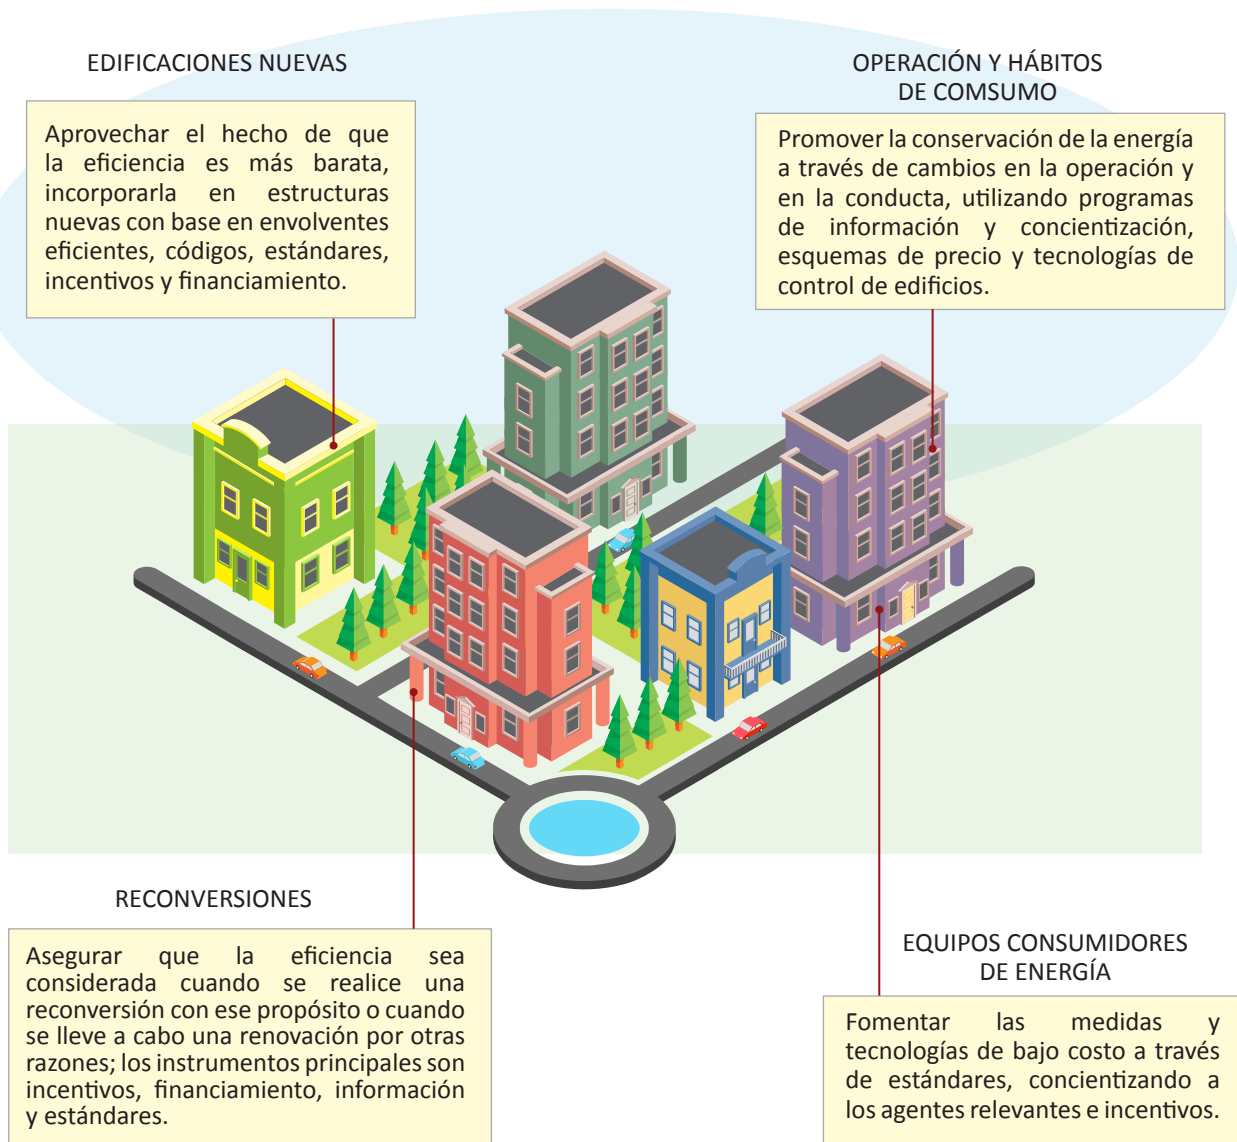 EDIFICACIONES NUEVAS
Aprovechar el hecho de que
la eficiencia es más barata,
incorporarla en estructuras
nuevas con base en envolventes
eficientes, códigos, estándares,
incentivos y financiamiento.
OPERACIÓN Y HÁBITOS
DE COMSUMO
Promover la conservación de la energía
a través de cambios en la operación y
en la conducta, utilizando programas
de información y concientización,
esquemas de precio y tecnologías de
control de edificios.
RECONVERSIONES
Asegurar que la eficiencia sea
considerada cuando se realice una
reconversión con ese propósito o cuando
se lleve a cabo una renovación por otras
razones; los instrumentos principales son
incentivos, financiamiento, información
y estándares.
EQUIPOS CONSUMIDORES
DE ENERGÍA
Fomentar las medidas y
tecnologías de bajo costo a través
de estándares, concientizando a
los agentes relevantes e incentivos.